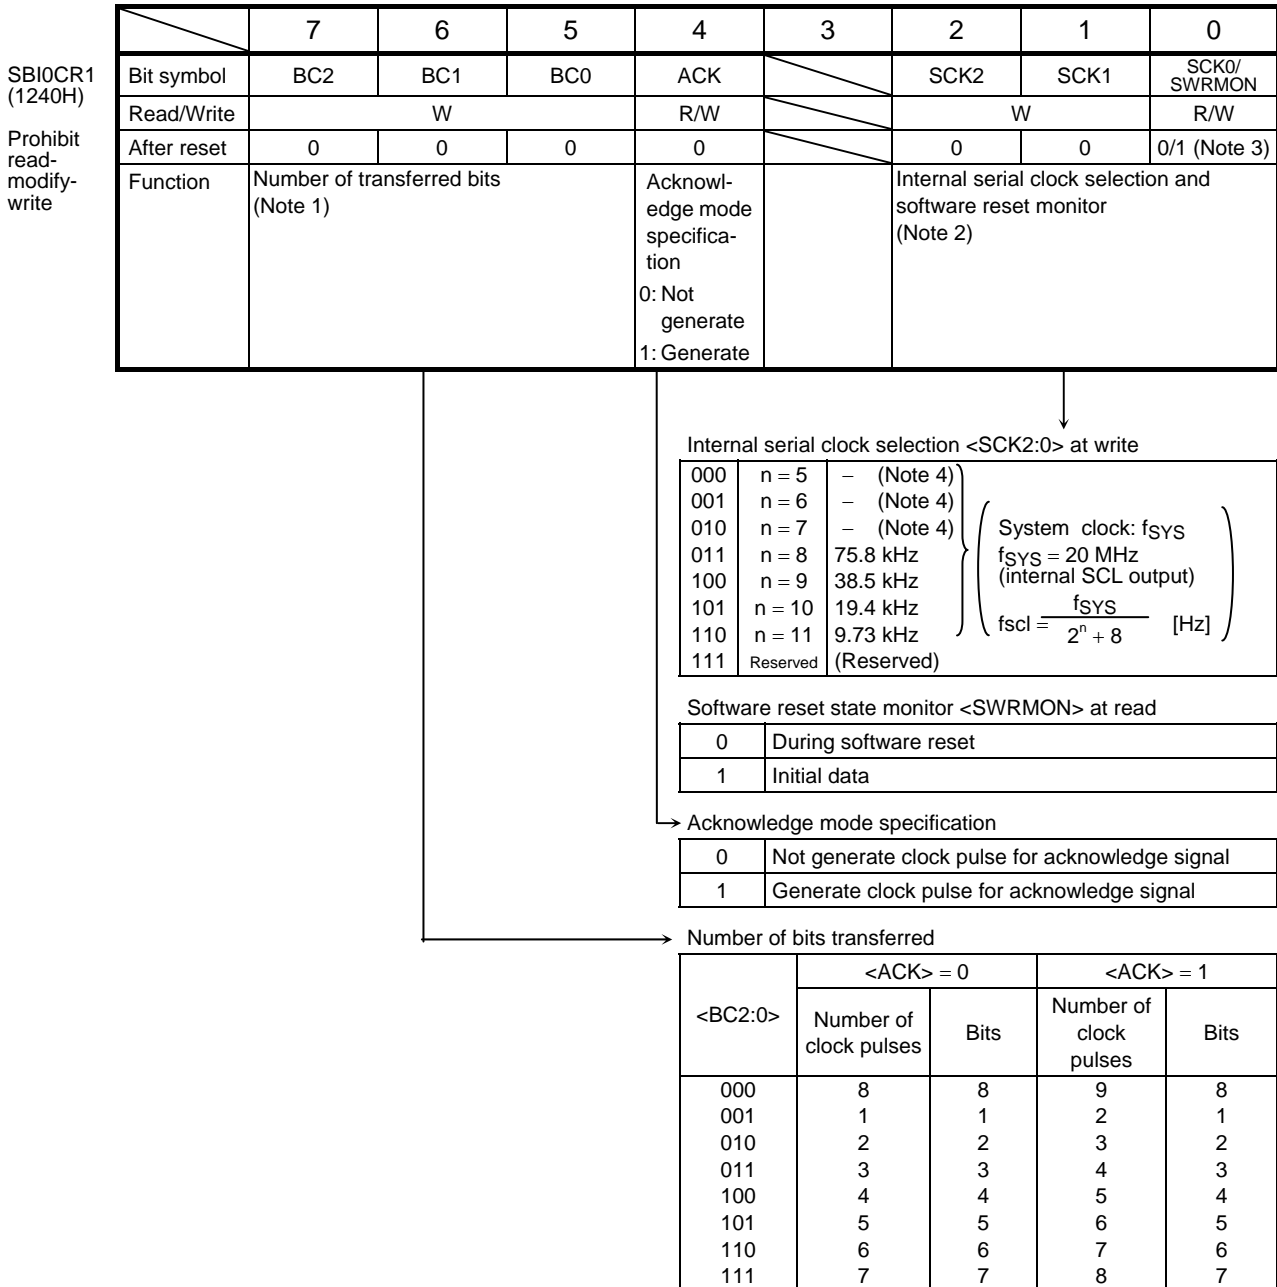 7 6 5 4 3 2 1 0
SBI0CR1
(1240H)
Prohibit
read-
modify-
write
Bit symbol BC2 BC1 BC0 ACK SCK2 SCK1 SCK0/
SWRMON
Read/Write W R/W W R/W
After reset 0 0 0 0 0 0 0/1 (Note 3)
Function
Number of transferred bits
(Note 1)
Acknowl-
edge mode
specifica-
tion
0: Not
generate
1: Generate
Internal serial clock selection and
software reset monitor
(Note 2)
Internal serial clock selection <SCK2:0> at write
000 n = 5 − (Note 4)
001 n = 6 − (Note 4)
010 n = 7 − (Note 4)
011 n = 8 75.8 kHz
100 n = 9 38.5 kHz
101 n = 10 19.4 kHz
110 n = 11 9.73 kHz
111 Reserved (Reserved)
System clock: fSYS
fSYS = 20 MHz
(internal SCL output)
fscl = fSYS / 2^n + 8 [Hz]
Software reset state monitor <SWRMON> at read
0 During software reset
1 Initial data
Acknowledge mode specification
0 Not generate clock pulse for acknowledge signal
1 Generate clock pulse for acknowledge signal
Number of bits transferred
<BC2:0> <ACK> = 0 <ACK> = 1
Number of
clock pulses
Bits
Number of
clock
pulses
Bits
000 8 8 9 8
001 1 1 2 1
010 2 2 3 2
011 3 3 4 3
100 4 4 5 4
101 5 5 6 5
110 6 6 7 6
111 7 7 8 7